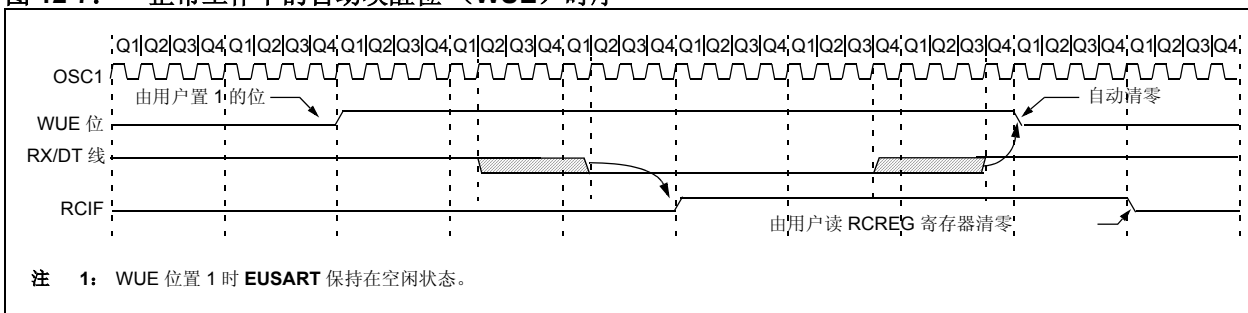 Q1|Q2|Q3|Q4 Q1|Q2|Q3|Q4 Q1|Q2|Q3|Q4 Q1|Q2|Q3|Q4 Q1|Q2|Q3|Q4 Q1|Q2|Q3|Q4 Q1|Q2|Q3|Q4 Q1|Q2|Q3|Q4 Q1|Q2|Q3|Q4 Q1|Q2|Q3|Q4
OSC1
由用户置 1 的位
自动清零
WUE 位
RX/DT 线
RCIF
由用户读 RCREG 寄存器清零
注 1： WUE 位置 1 时 EUSART 保持在空闲状态。